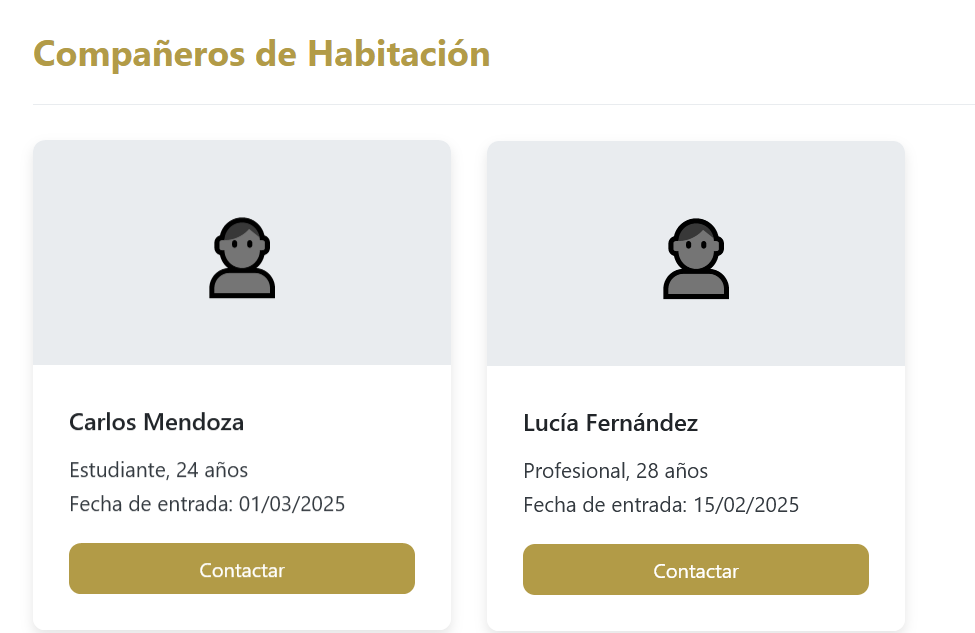 Compañeros de Habitación
Carlos Mendoza
Estudiante, 24 años
Fecha de entrada: 01/03/2025
Contactar
Lucía Fernández
Profesional, 28 años
Fecha de entrada: 15/02/2025
Contactar